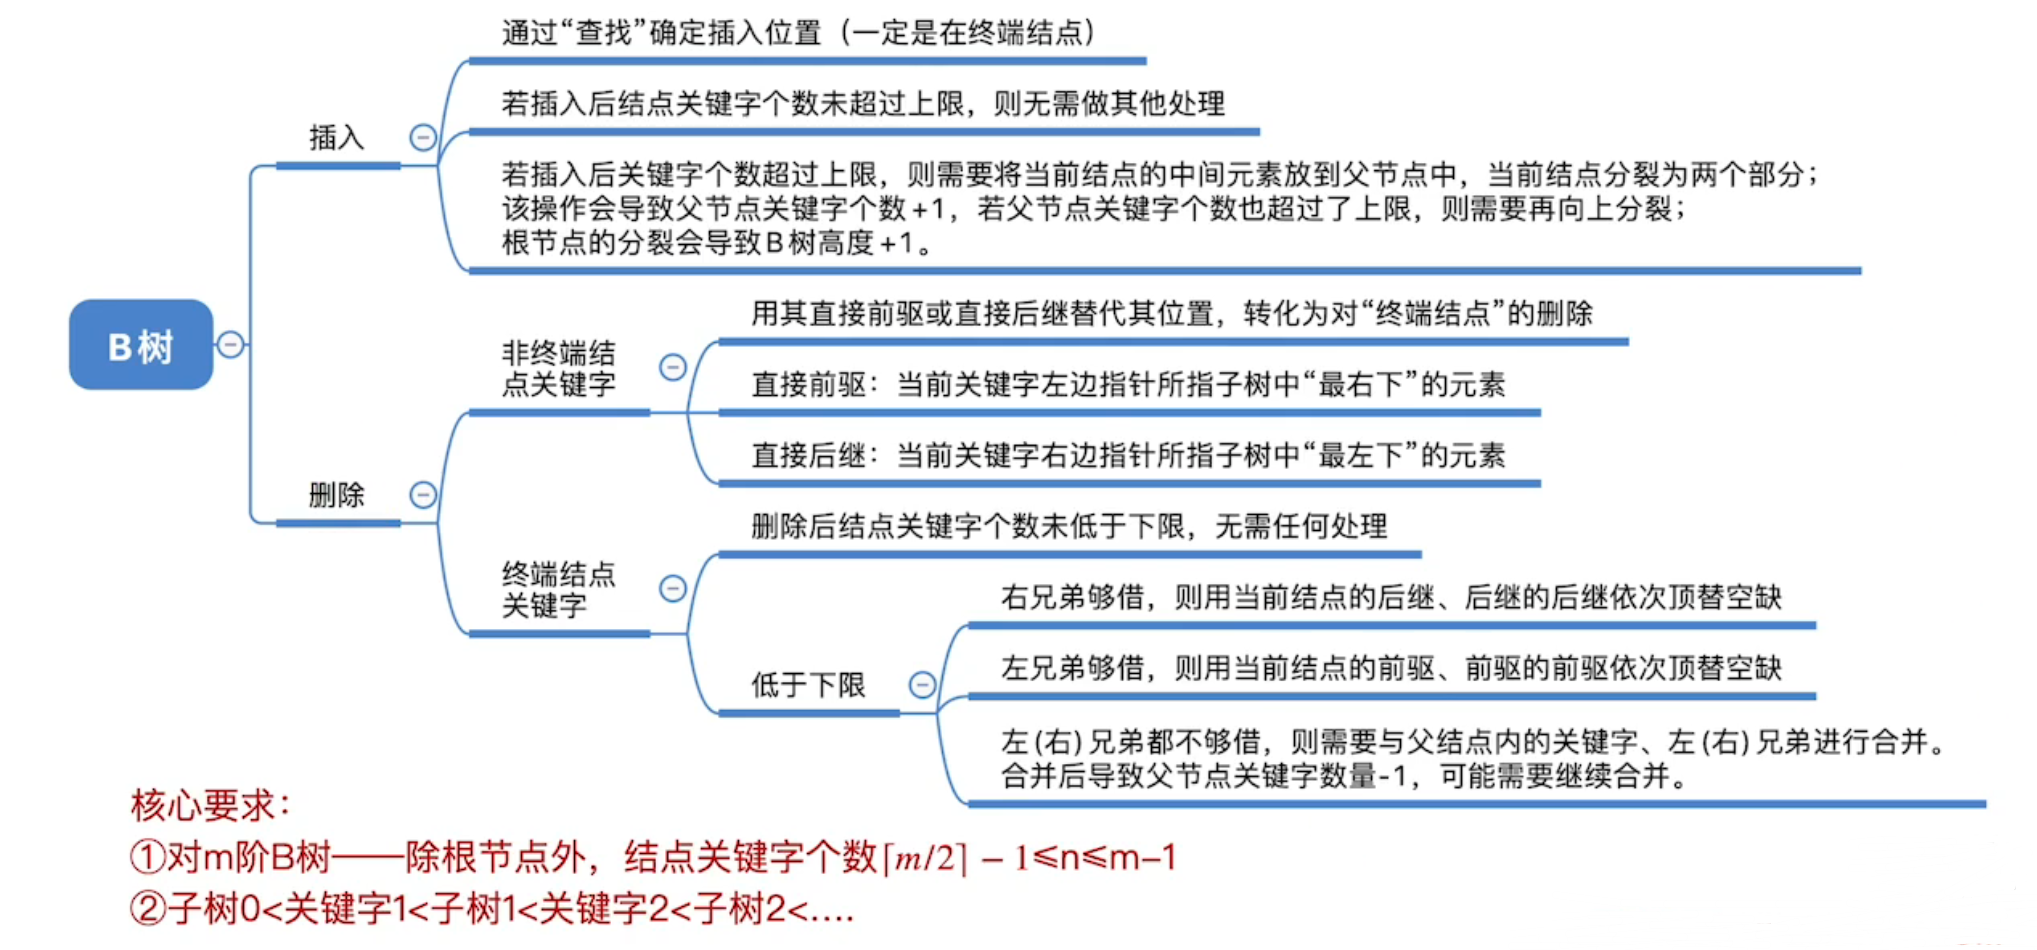 通过“查找”确定插入位置（一定是在终端结点）
若插入后结点关键字个数未超过上限，则无需做其他处理
插入
若插入后关键字个数超过上限，则需要将当前结点的中间元素放到父节点中，当前结点分裂为两个部分；
该操作会导致父节点关键字个数+1，若父节点关键字个数也超过了上限，则需要再向上分裂；
根节点的分裂会导致B树高度+1。
B树
用其直接前驱或直接后继替代其位置，转化为对“终端结点”的删除
非终端结
点关键字
直接前驱：当前关键字左边指针所指子树中“最右下”的元素
直接后继：当前关键字右边指针所指子树中“最左下”的元素
删除
删除后结点关键字个数未低于下限，无需任何处理
终端结点
关键字
右兄弟够借，则用当前结点的后继、后继的后继依次顶替空缺
左兄弟够借，则用当前结点的前驱、前驱的前驱依次顶替空缺
低于下限
左(右)兄弟都不够借，则需要与父结点内的关键字、左(右)兄弟进行合并。
合并后导致父节点关键字数量-1，可能需要继续合并。
核心要求：
①对m阶B树——除根节点外，结点关键字个数⌈m/2⌉ − 1≤n≤m–1
②子树0<关键字1<子树1<关键字2<子树2<....